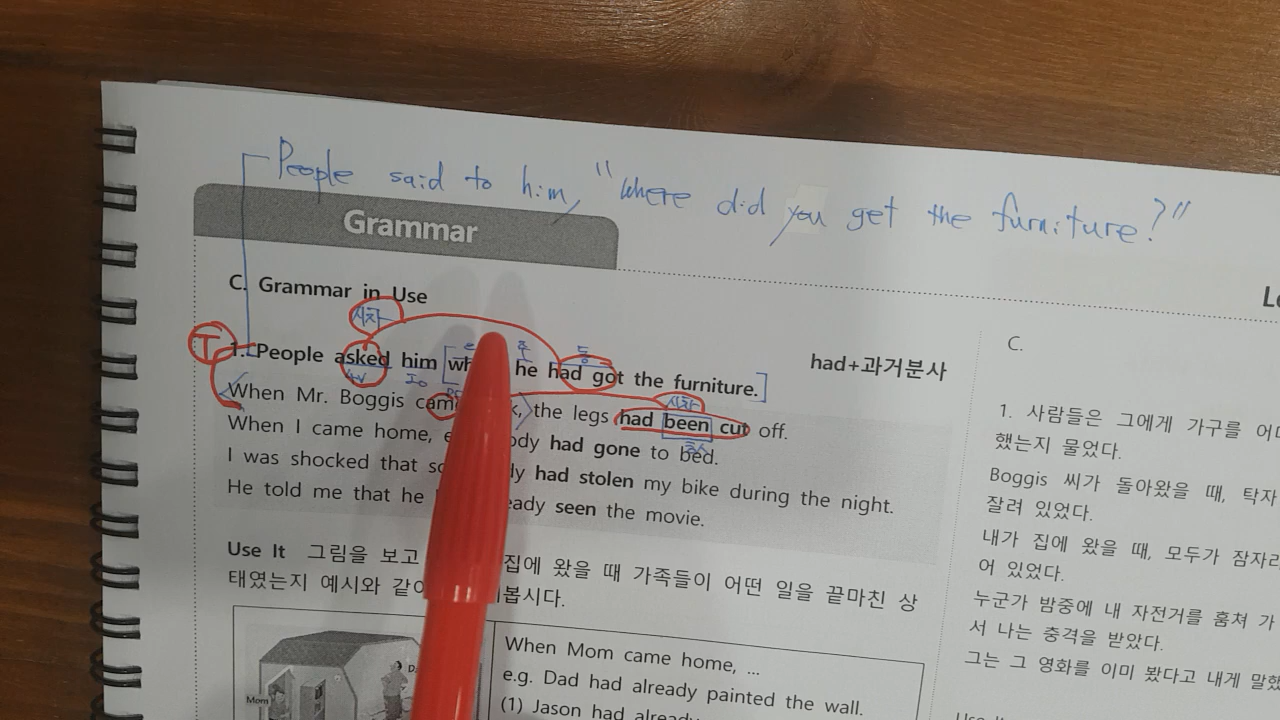 People said to him, "Where did you get the furniture?"
Grammar
C. Grammar in Use
시차
T
주 동
1. People asked him he had got the furniture.
had+과거분사
IO
시차
When Mr. Boggis the legs had been cut off.
When I came home, had gone to bed.
I was shocked that had stolen my bike during the night.
He told me that he seen the movie.
Use It 그림을 보고 집에 왔을 때 가족들이 어떤 일을 끝마친 상
태였는지 예시와 같이
When Mom came home, ...
e.g. Dad had already painted the wall.
(1) Jason had
Mom
C.
1. 사람들은 그에게 가구를
했는지 물었다.
Boggis 씨가 돌아왔을 때, 탁자
잘려 있었다.
내가 집에 왔을 때, 모두가 잠자리
어 있었다.
누군가 밤중에 내 자전거를 훔쳐 가
서 나는 충격을 받았다.
그는 그 영화를 이미 봤다고 내게